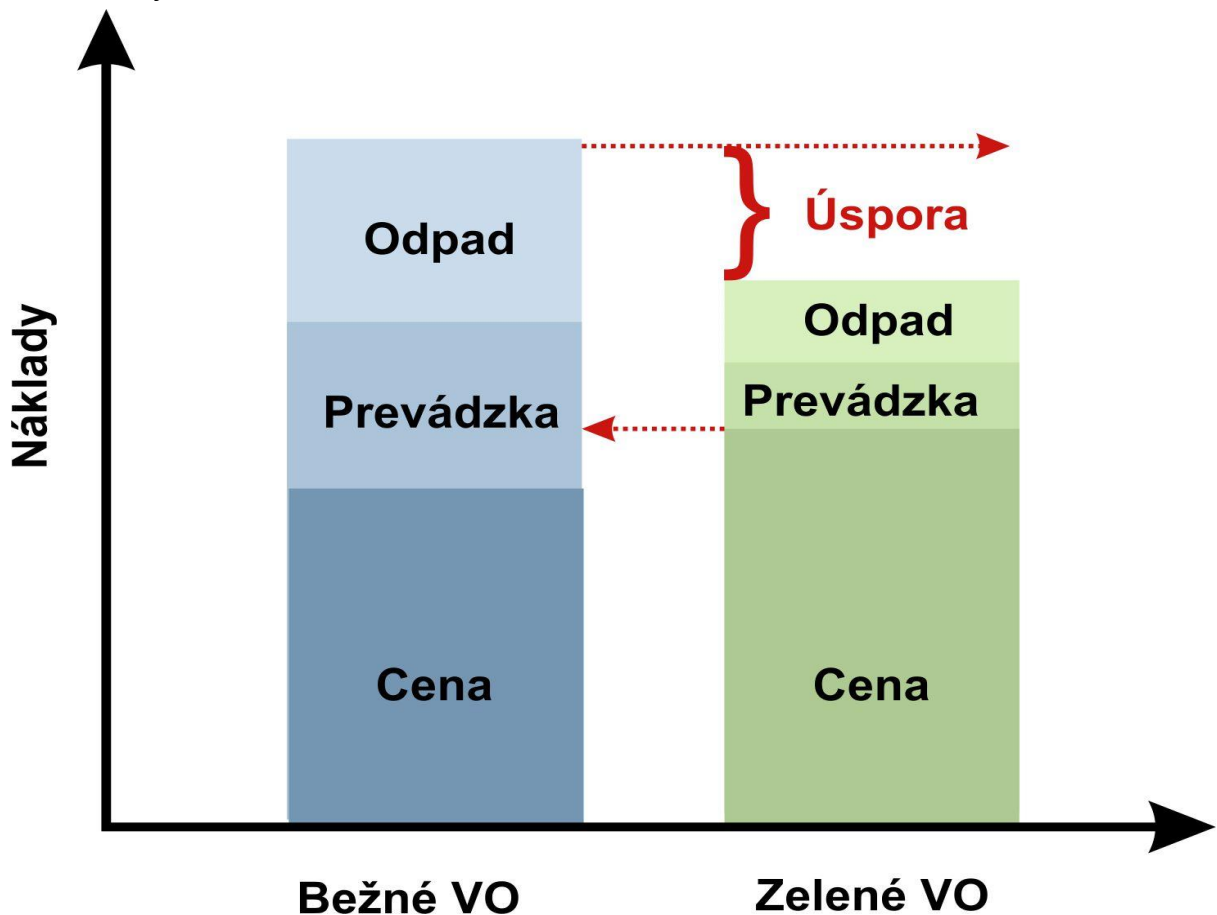 Odpad
Úspora
Odpad
Prevádzka
Prevádzka
Náklady
Cena
Cena
Bežné VO
Zelené VO